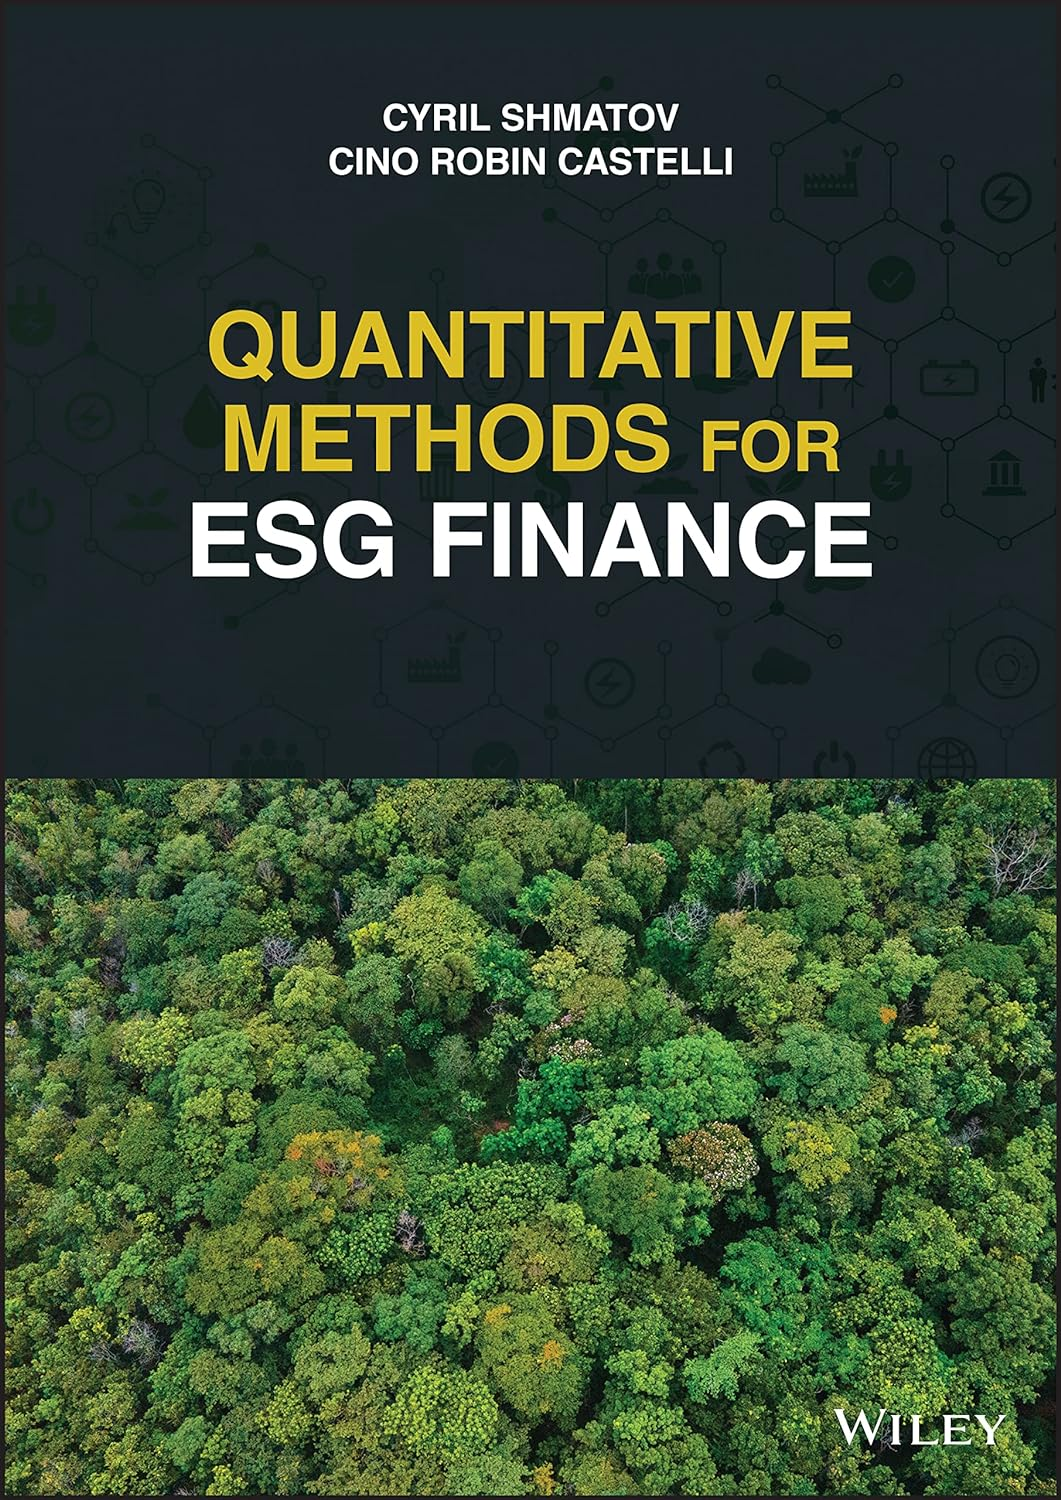 CYRIL SHMATOV
CINO ROBIN CASTELLI
QUANTITATIVE
METHODS FOR
ESG FINANCE
WILEY